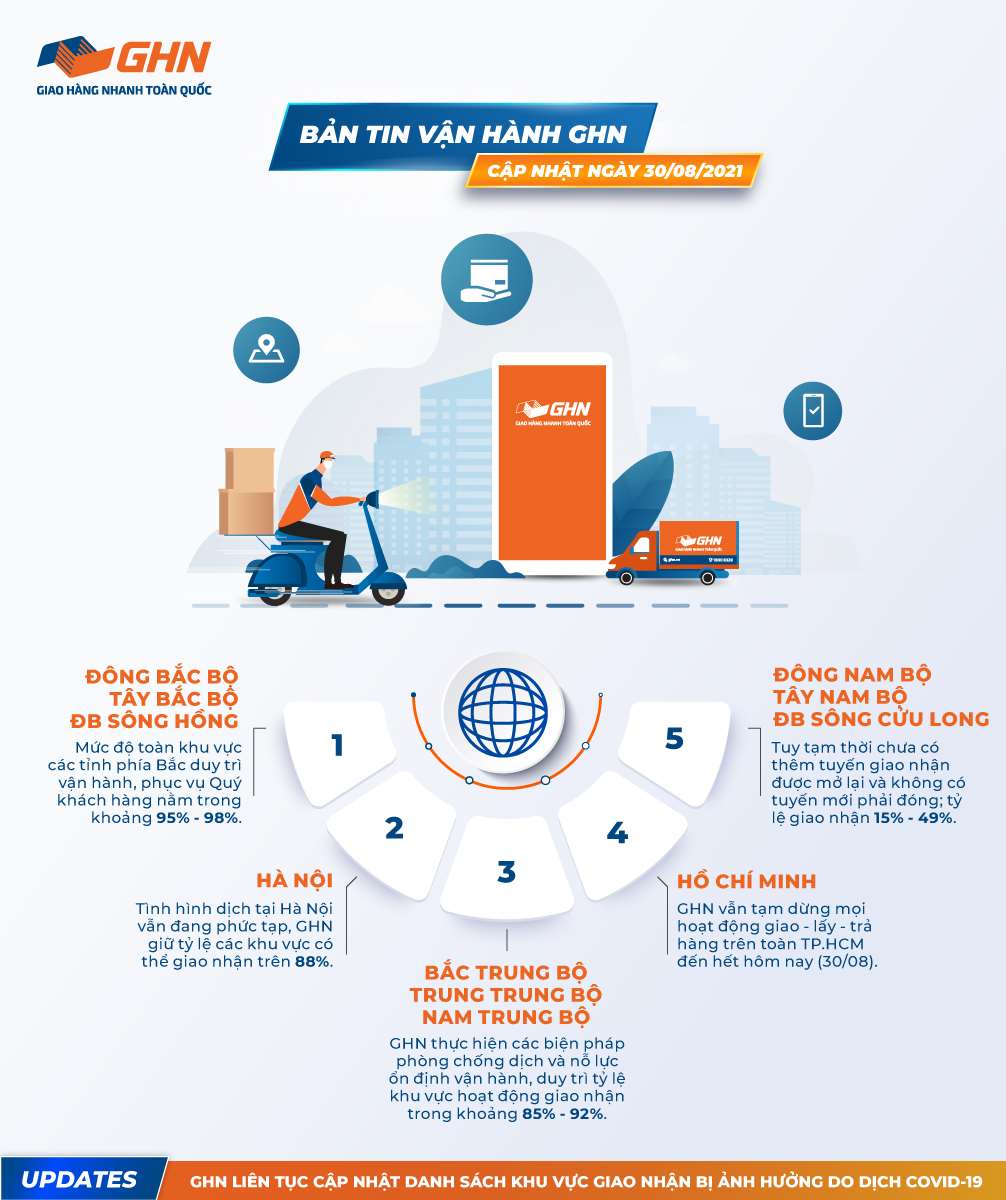 GHN
GIAO HÀNG NHANH TOÀN QUỐC
BẢN TIN VẬN HÀNH GHN
CẬP NHẬT NGÀY 30/08/2021
GHN
GIAO HÀNG NHANH TOÀN QUỐC
GHN
GIAO HÀNG NHANH TOÀN QUỐC
ghn.vn
1900 6326
ĐÔNG BẮC BỘ
TÂY BẮC BỘ
ĐB SÔNG HỒNG
Mức độ toàn khu vực
các tỉnh phía Bắc duy trì
vận hành, phục vụ Quý
khách hàng nằm trong
khoảng 95% - 98%.
1
2
HÀ NỘI
Tình hình dịch tại Hà Nội
vẫn đang phức tạp, GHN
giữ tỷ lệ các khu vực có
thể giao nhận trên 88%.
3
BẮC TRUNG BỘ
TRUNG TRUNG BỘ
NAM TRUNG BỘ
GHN thực hiện các biện pháp
phòng chống dịch và nỗ lực
ổn định vận hành, duy trì tỷ lệ
khu vực hoạt động giao nhận
trong khoảng 85% - 92%.
4
HỒ CHÍ MINH
GHN vẫn tạm dừng mọi
hoạt động giao - lấy - trả
hàng trên toàn TP.HCM
đến hết hôm nay (30/08).
5
ĐÔNG NAM BỘ
TÂY NAM BỘ
ĐB SÔNG CỬU LONG
Tuy tạm thời chưa có
thêm tuyến giao nhận
được mở lại và không có
tuyến mới phải đóng; tỷ
lệ giao nhận 15% - 49%.
UPDATES
GHN LIÊN TỤC CẬP NHẬT DANH SÁCH KHU VỰC GIAO NHẬN BỊ ẢNH HƯỞNG DO DỊCH COVID-19